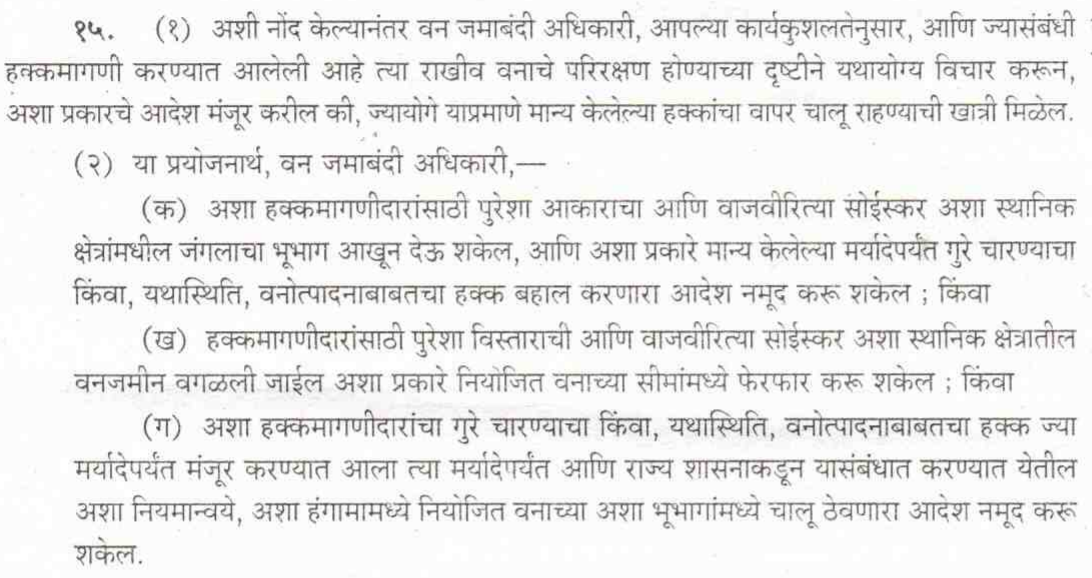 १५. (१) अशी नोंद केल्यानंतर वन जमाबंदी अधिकारी, आपल्या कार्यकुशलतेनुसार, आणि ज्यासंबंधी
हक्कमागणी करण्यात आलेली आहे त्या राखीव वनाचे परिरक्षण होण्याच्या दृष्टीने यथायोग्य विचार करून,
अशा प्रकारचे आदेश मंजूर करील की, ज्यायोगे याप्रमाणे मान्य केलेल्या हक्कांचा वापर चालू राहण्याची खात्री मिळेल.
(२) या प्रयोजनार्थ, वन जमाबंदी अधिकारी,—
(क) अशा हक्कमागणीदारांसाठी पुरेशा आकाराचा आणि वाजवीरित्या सोईस्कर अशा स्थानिक
क्षेत्रांमधील जंगलाचा भूभाग आखून देऊ शकेल, आणि अशा प्रकारे मान्य केलेल्या मर्यादेपर्यंत गुरे चारण्याचा
किंवा, यथास्थिति, वनोत्पादनाबाबतचा हक्क बहाल करणारा आदेश नमूद करू शकेल ; किंवा
(ख) हक्कमागणीदारांसाठी पुरेशा विस्ताराची आणि वाजवीरित्या सोईस्कर अशा स्थानिक क्षेत्रातील
वनजमीन वगळली जाईल अशा प्रकारे नियोजित वनाच्या सीमांमध्ये फेरफार करू शकेल ; किंवा
(ग) अशा हक्कमागणीदारांचा गुरे चारण्याचा किंवा, यथास्थिति, वनोत्पादनाबाबतचा हक्क ज्या
मर्यादेपर्यंत मंजूर करण्यात आला त्या मर्यादेपर्यंत आणि राज्य शासनाकडून यासंबंधात करण्यात येतील
अशा नियमान्वये, अशा हंगामामध्ये नियोजित वनाच्या अशा भूभागांमध्ये चालू ठेवणारा आदेश नमूद करू
शकेल.